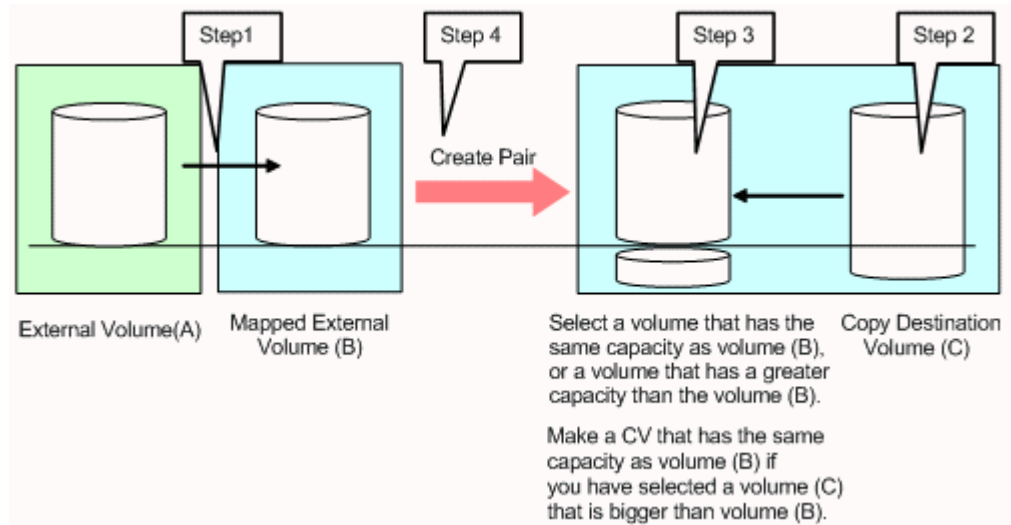 Step1
Step 4
Step 3
Step 2
Create Pair
External Volume(A)
Mapped External
Volume (B)
Select a volume that has the
same capacity as volume (B),
or a volume that has a greater
capacity than the volume (B).
Make a CV that has the same
capacity as volume (B) if
you have selected a volume (C)
that is bigger than volume (B).
Copy Destination
Volume (C)